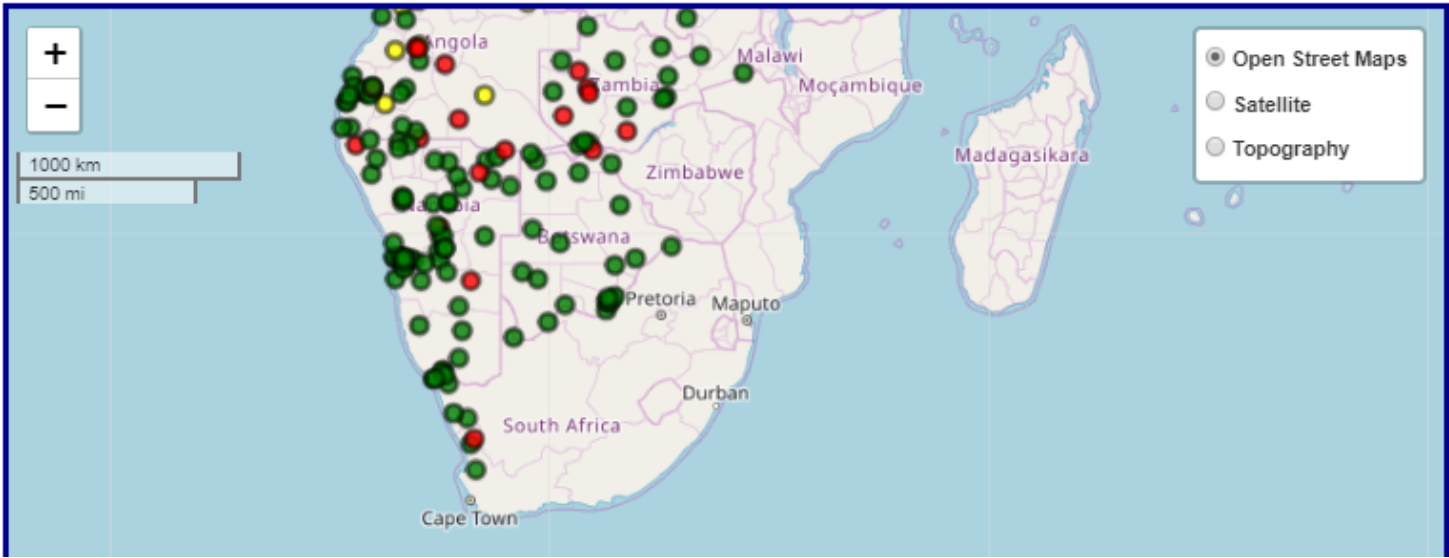 +
−
1000 km
500 mi
Angola
Malawi
Zambia
Moçambique
Zimbabwe
Madagasikara
Namibia
Botswana
Pretoria
Maputo
Durban
South Africa
Cape Town
Open Street Maps
Satellite
Topography